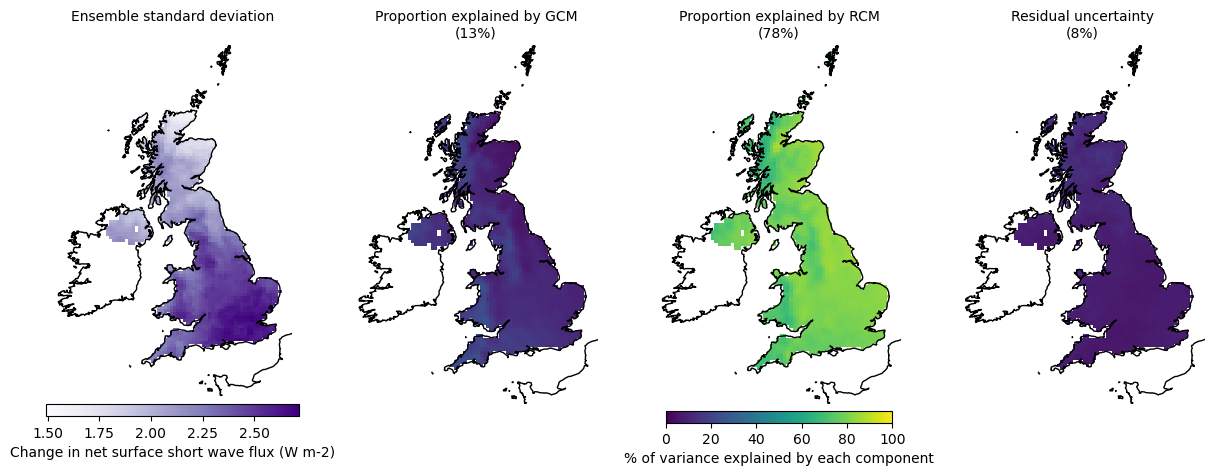 Ensemble standard deviation
Proportion explained by GCM
(13%)
Proportion explained by RCM
(78%)
Residual uncertainty
(8%)
1.50 1.75 2.00 2.25 2.50
Change in net surface short wave flux (W m-2)
0 20 40 60 80 100
% of variance explained by each component